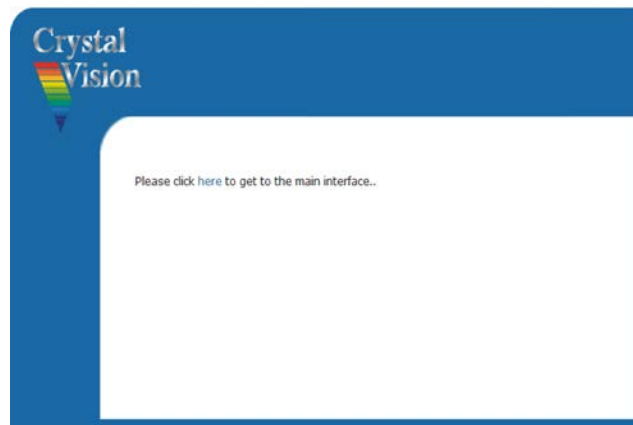 Crystal
Vision
Please click here to get to the main interface..